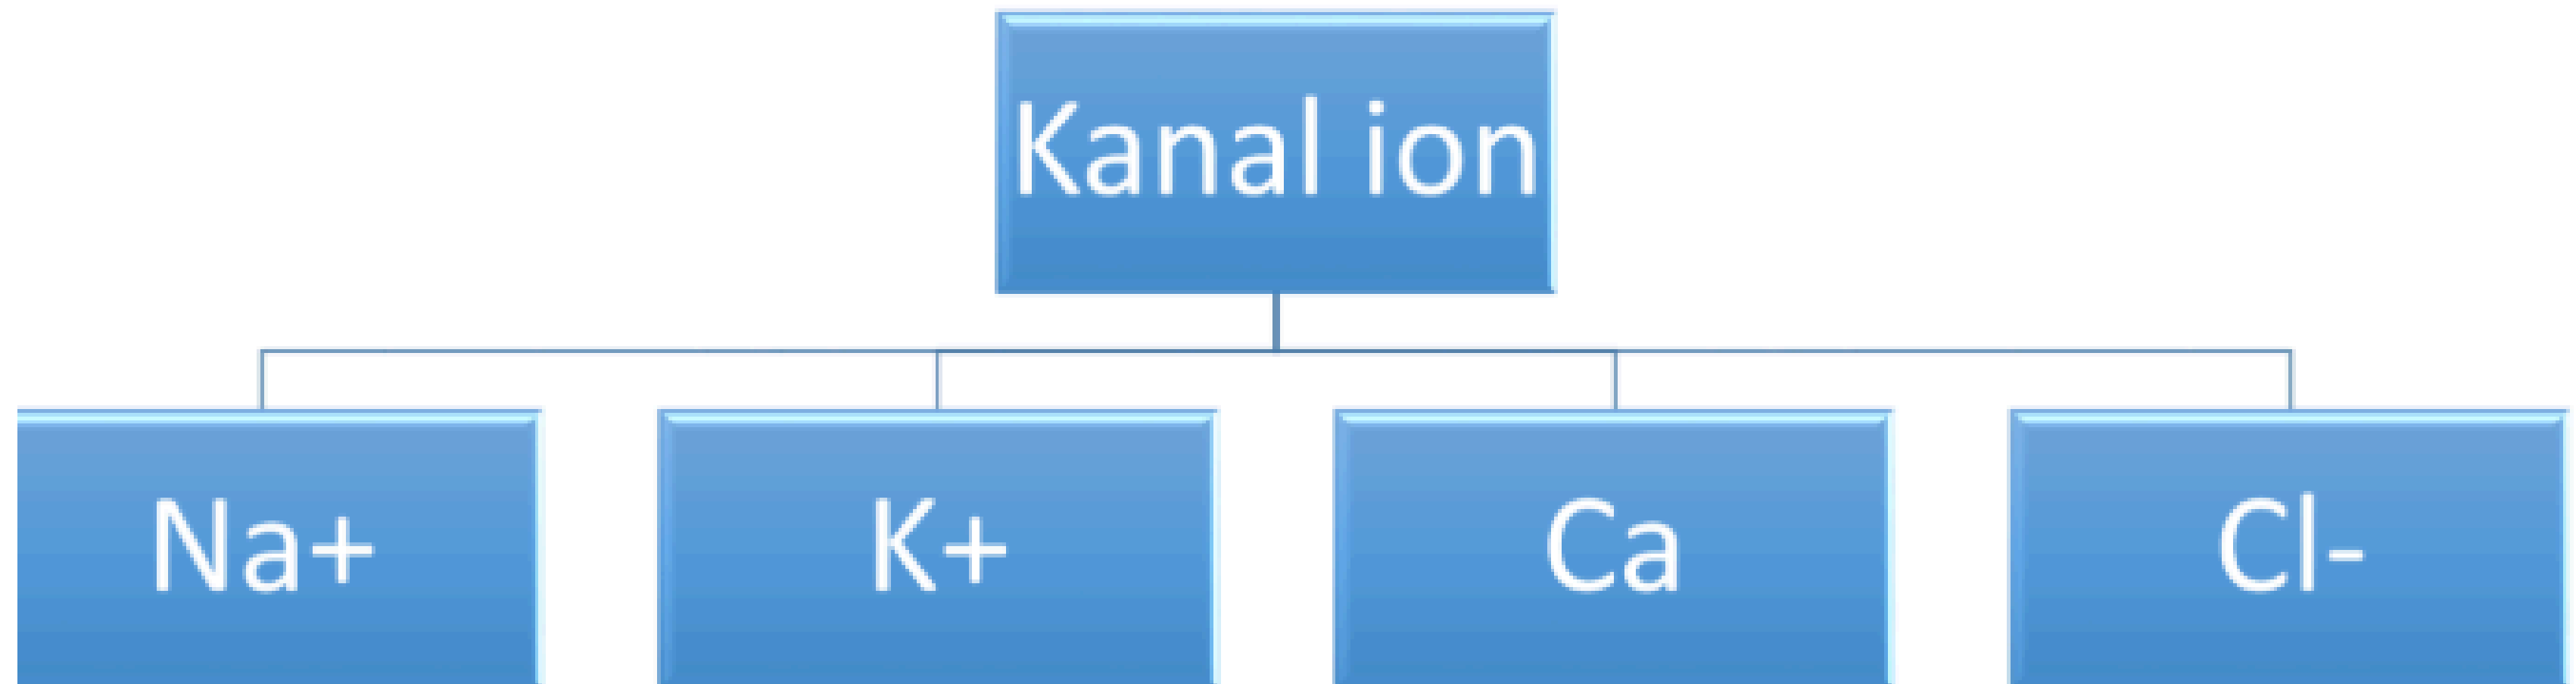 Kanal ion
Na+
K+
Ca
Cl-